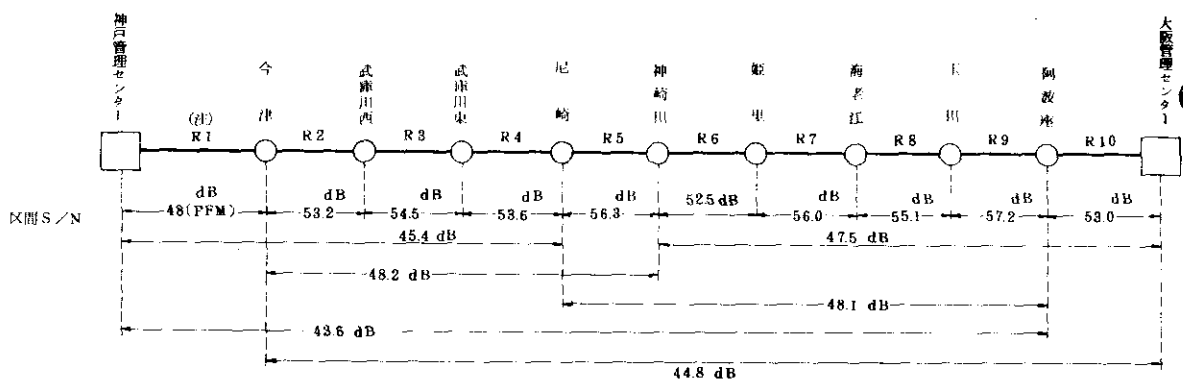 神戸管理センター
今津
武庫川西
武庫川東
尼崎
神崎川
姫里
海老江
玉川
阿波座
大阪管理センター
(注)
R1 R2 R3 R4 R5 R6 R7 R8 R9 R10
区間S/N
dB dB dB dB dB 52.5dB dB dB dB dB
48(PFM) 53.2 54.5 53.6 56.3 56.0 55.1 57.2 53.0
45.4 dB 47.5 dB
48.2 dB
48.1 dB
43.6 dB
44.8 dB